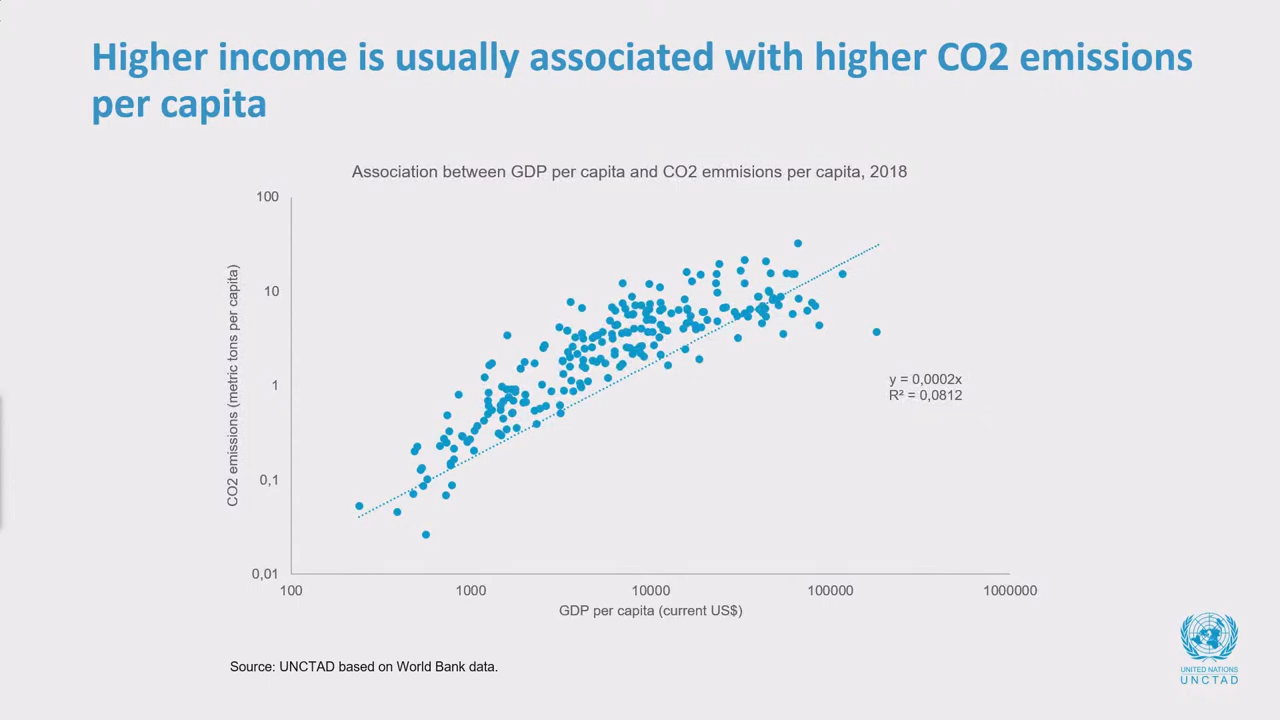 Higher income is usually associated with higher CO2 emissions
per capita
Association between GDP per capita and CO2 emmisions per capita, 2018
100
10
1
0,1
0,01
CO2 emissions (metric tons per capita)
y = 0,0002x
R² = 0,0812
100
1000
10000
100000
1000000
GDP per capita (current US$)
Source: UNCTAD based on World Bank data.
UNITED NATIONS
UNCTAD